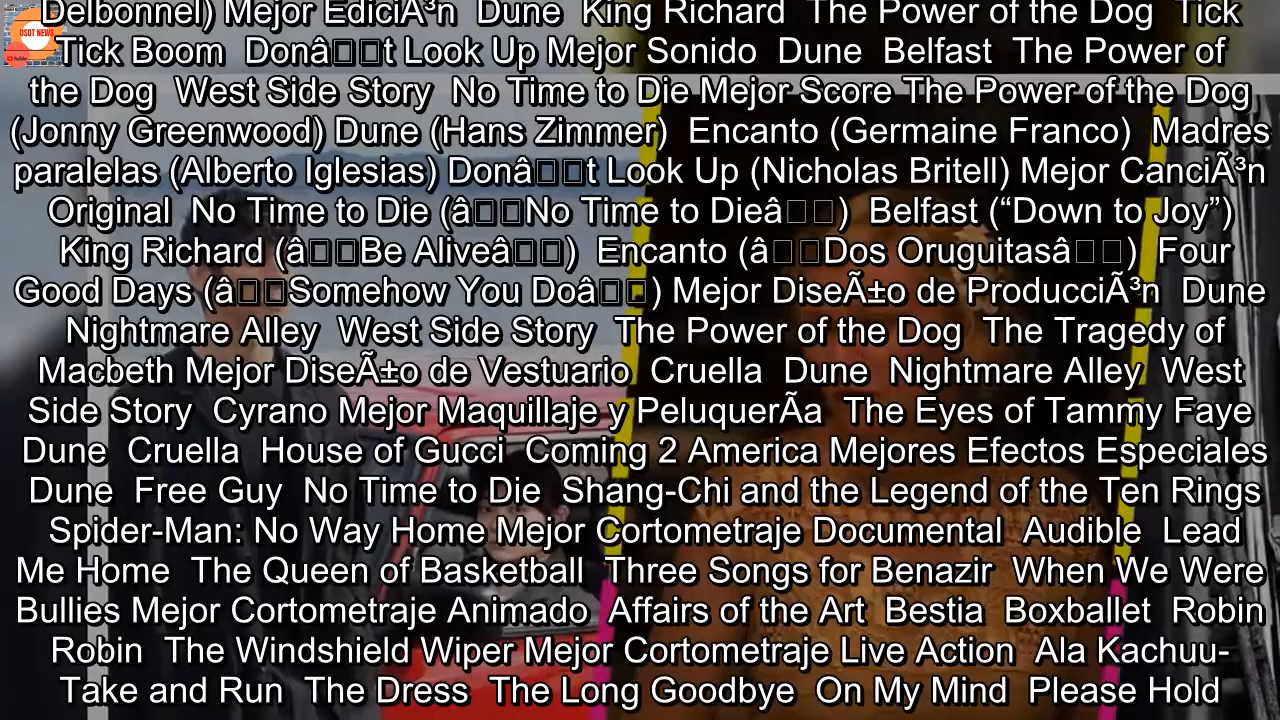 Delbonnel) Mejor EdiciÃ³n  Dune  King Richard  The Power of the Dog  Tick
USDT NEWS
Tick Boom  Donâ□□t Look Up Mejor Sonido  Dune  Belfast  The Power of
the Dog  West Side Story  No Time to Die Mejor Score The Power of the Dog
(Jonny Greenwood) Dune (Hans Zimmer)  Encanto (Germaine Franco)  Madres
paralelas (Alberto Iglesias) Donâ□□t Look Up (Nicholas Britell) Mejor CanciÃ³n
Original  No Time to Die (â□□No Time to Dieâ□□)  Belfast (“Down to Joy”)
King Richard (â□□Be Aliveâ□□)  Encanto (â□□Dos Oruguitasâ□□)  Four
Good Days (â□□Somehow You Doâ□□) Mejor DiseÃ±o de ProducciÃ³n  Dune
Nightmare Alley  West Side Story  The Power of the Dog  The Tragedy of
Macbeth Mejor DiseÃ±o de Vestuario  Cruella  Dune  Nightmare Alley  West
Side Story  Cyrano Mejor Maquillaje y PeluquerÃa  The Eyes of Tammy Faye
Dune  Cruella  House of Gucci  Coming 2 America Mejores Efectos Especiales
Dune  Free Guy  No Time to Die  Shang-Chi and the Legend of the Ten Rings
Spider-Man: No Way Home Mejor Cortometraje Documental  Audible  Lead
Me Home  The Queen of Basketball  Three Songs for Benazir  When We Were
Bullies Mejor Cortometraje Animado  Affairs of the Art  Bestia  Boxballet  Robin
Robin  The Windshield Wiper Mejor Cortometraje Live Action  Ala Kachuu-
Take and Run  The Dress  The Long Goodbye  On My Mind  Please Hold